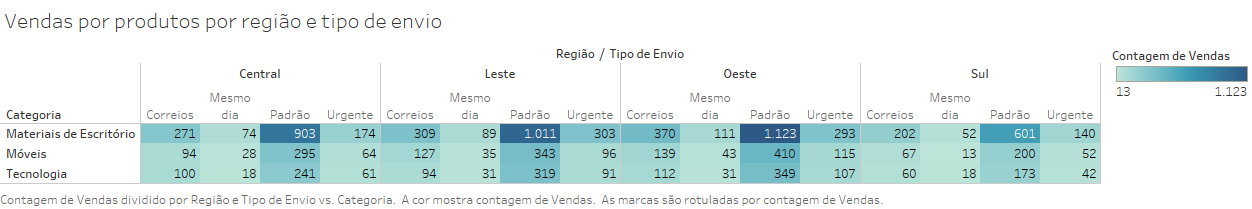 Vendas por produtos por região e tipo de envio
Região / Tipo de Envio
Contagem de Vendas
13 1.123
Central Leste Oeste Sul
Categoria Correios Mesmo dia Padrão Urgente Correios Mesmo dia Padrão Urgente Correios Mesmo dia Padrão Urgente Correios Mesmo dia Padrão Urgente
Materiais de Escritório 271 74 903 174 309 89 1.011 303 370 111 1.123 293 202 52 601 140
Móveis 94 28 295 64 127 35 343 96 139 43 410 115 67 13 200 52
Tecnologia 100 18 241 61 94 31 319 91 112 31 349 107 60 18 173 42
Contagem de Vendas dividido por Região e Tipo de Envio vs. Categoria. A cor mostra contagem de Vendas. As marcas são rotuladas por contagem de Vendas.